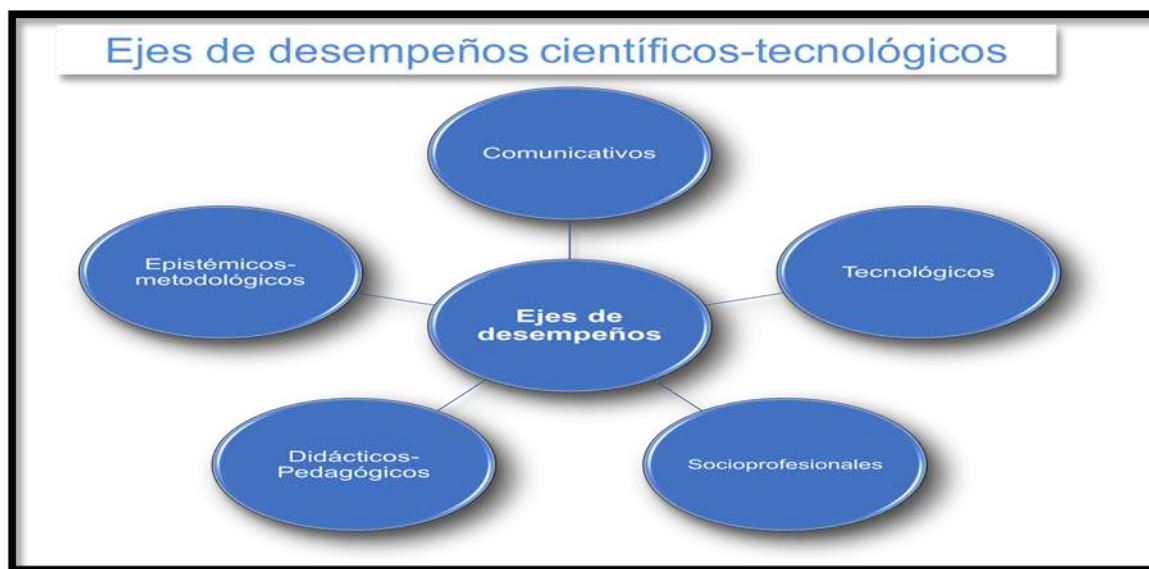 Ejes de desempeños científicos-tecnológicos
Comunicativos
Epistémicos-
metodológicos
Tecnológicos
Ejes de
desempeños
Didácticos-
Pedagógicos
Socioprofesionales